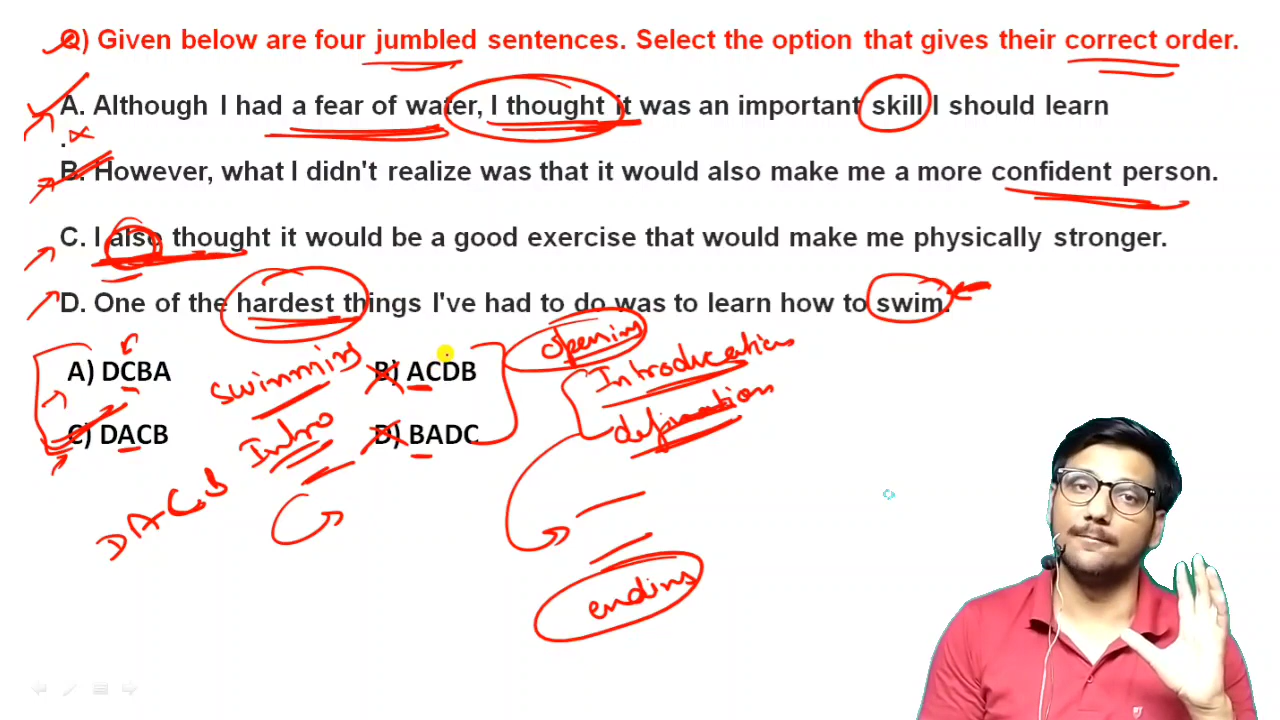 Q) Given below are four jumbled sentences. Select the option that gives their correct order.
A. Although I had a fear of water, I thought it was an important skill I should learn
.
B. However, what I didn't realize was that it would also make me a more confident person.
C. I also thought it would be a good exercise that would make me physically stronger.
D. One of the hardest things I've had to do was to learn how to swim.
opening
A) DCBA
swimming
B) ACDB
Introducation
defination
C) DACB
Intro
D) BADC
DACB
ending